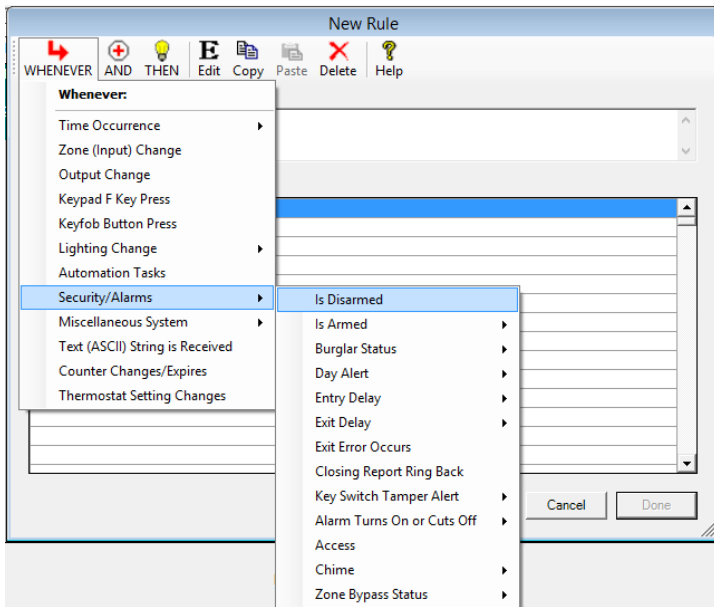 New Rule
WHENEVER AND THEN Edit Copy Paste Delete Help
Whenever:
Time Occurrence
Zone (Input) Change
Output Change
Keypad F Key Press
Keyfob Button Press
Lighting Change
Automation Tasks
Security/Alarms
Miscellaneous System
Text (ASCII) String is Received
Counter Changes/Expires
Thermostat Setting Changes
Is Disarmed
Is Armed
Burglar Status
Day Alert
Entry Delay
Exit Delay
Exit Error Occurs
Closing Report Ring Back
Key Switch Tamper Alert
Alarm Turns On or Cuts Off
Access
Chime
Zone Bypass Status
Cancel Done